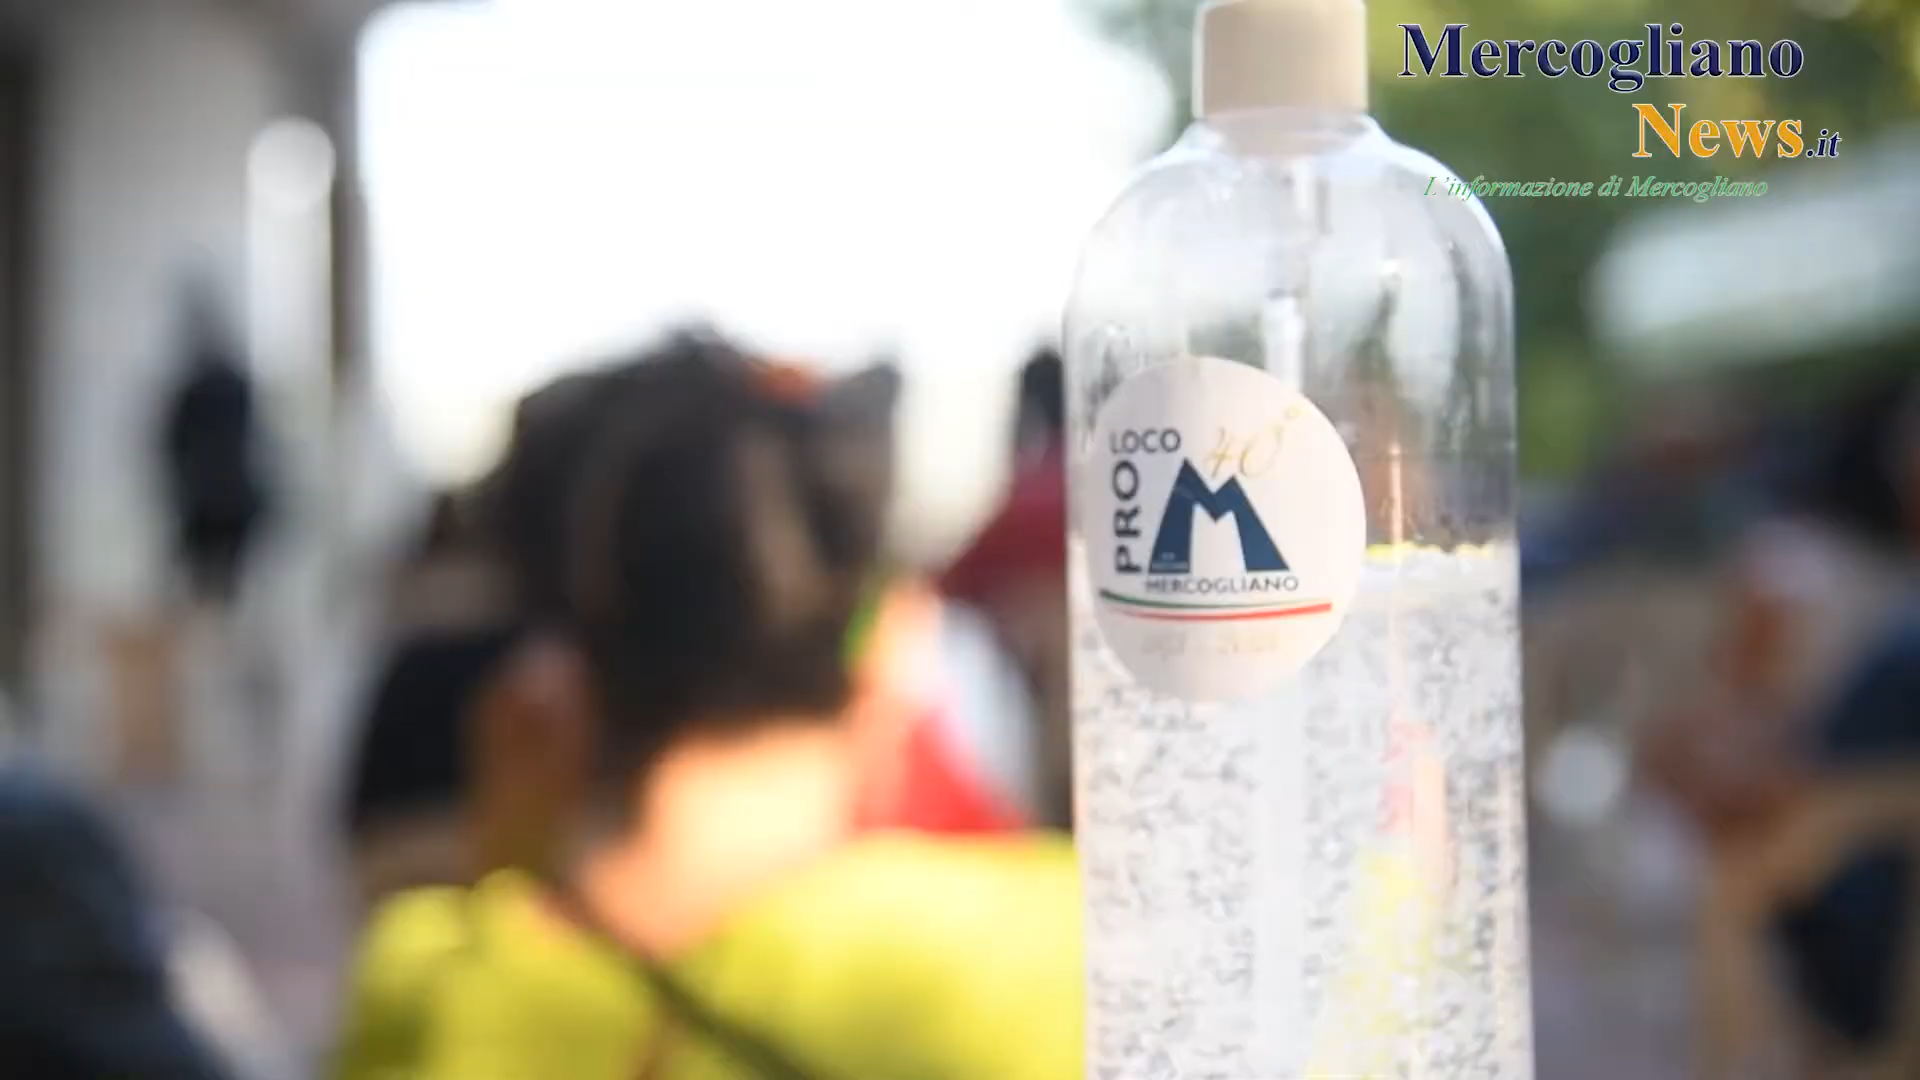 Mercogliano
News.it
L'informazione di Mercogliano
PRO LOCO 40°
M
MERCOGLIANO